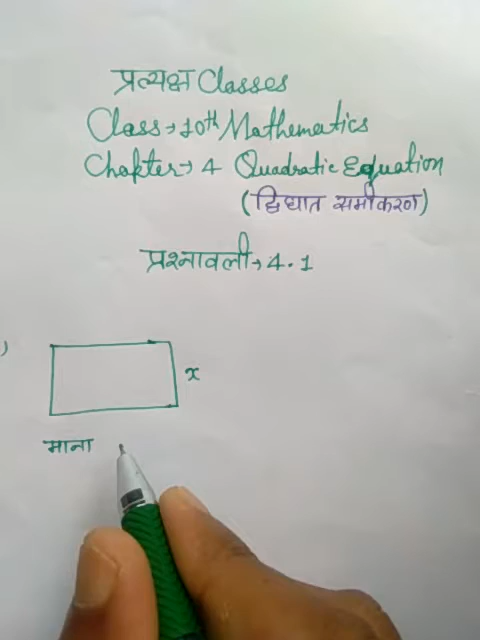 प्रत्यक्ष Classes
Class→10th Mathematics
Chapter→ 4 Quadratic Equation
(द्विघात समीकरण)
प्रश्नावली→ 4.1
)
x
माना